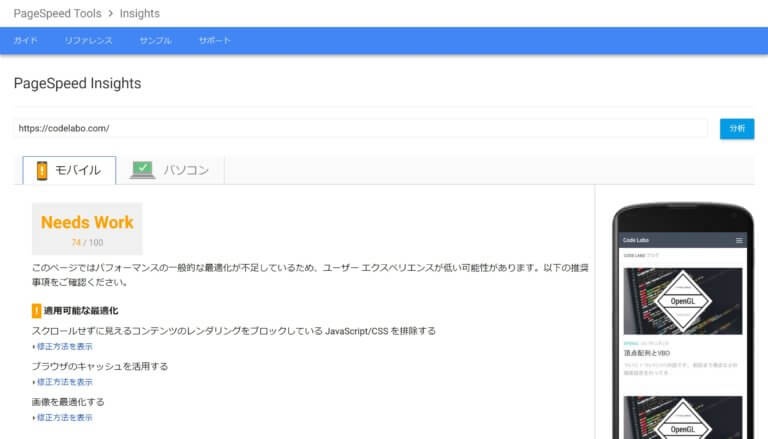 PageSpeed Tools > Insights
ガイド リファレンス サンプル サポート
PageSpeed Insights
https://codelabo.com/
分析
モバイル パソコン
Needs Work
74 / 100
このページではパフォーマンスの一般的な最適化が不足しているため、ユーザー エクスペリエンスが低い可能性があります。以下の推奨
事項をご確認ください。
適用可能な最適化
スクロールせずに見えるコンテンツのレンダリングをブロックしている JavaScript/CSS を排除する
修正方法を表示
ブラウザのキャッシュを活用する
修正方法を表示
画像を最適化する
修正方法を表示
Code Labo
CODE LABO ブログ
OpenGL
OPENGL
頂点配列とVBO
OpenGL